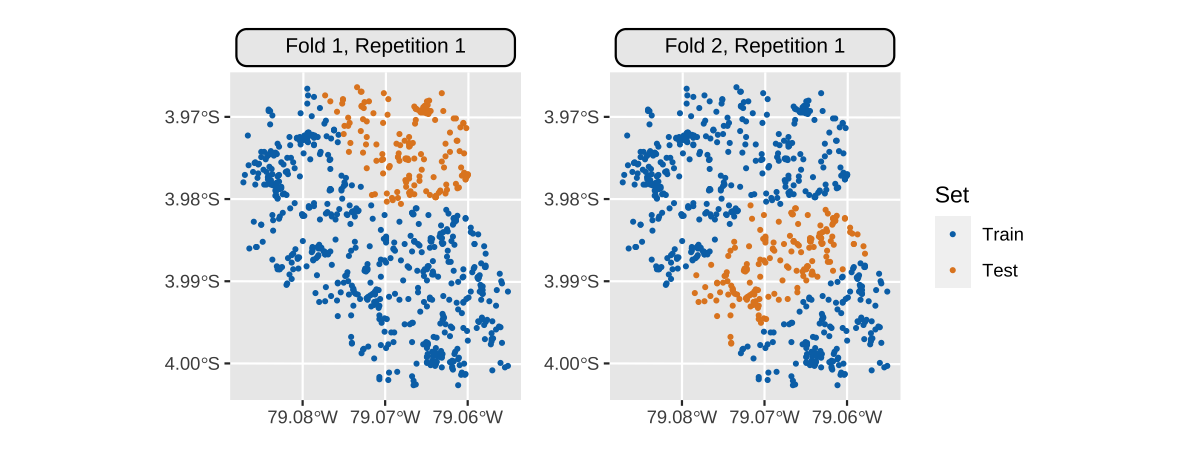 Fold 1, Repetition 1
Fold 2, Repetition 1
3.97°S
3.98°S
3.99°S
4.00°S
3.97°S
3.98°S
3.99°S
4.00°S
79.08°W 79.07°W 79.06°W
79.08°W 79.07°W 79.06°W
Set
Train
Test